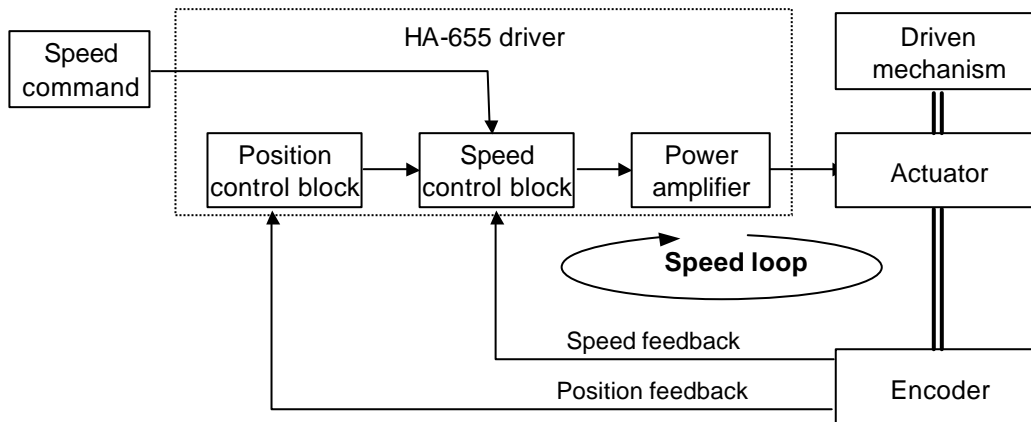 HA-655 driver
Speed
command
Driven
mechanism
Position
control block
Speed
control block
Power
amplifier
Actuator
Speed loop
Speed feedback
Position feedback
Encoder